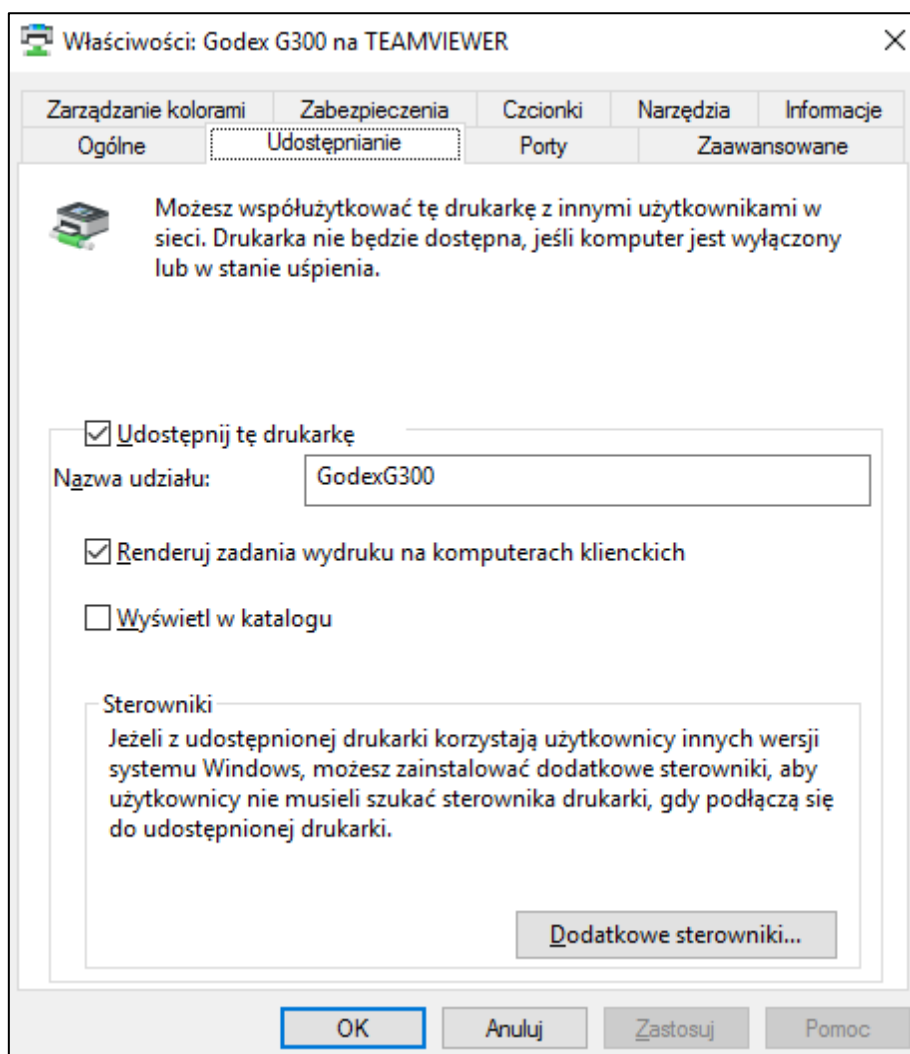 Właściwości: Godex G300 na TEAMVIEWER
Zarządzanie kolorami Zabezpieczenia Czcionki Narzędzia Informacje
Ogólne Udostępnianie Porty Zaawansowane
Możesz współużytkować tę drukarkę z innymi użytkownikami w
sieci. Drukarka nie będzie dostępna, jeśli komputer jest wyłączony
lub w stanie uśpienia.
Udostępnij tę drukarkę
Nazwa udziału: GodexG300
Renderuj zadania wydruku na komputerach klienckich
Wyświetl w katalogu
Sterowniki
Jeżeli z udostępnionej drukarki korzystają użytkownicy innych wersji
systemu Windows, możesz zainstalować dodatkowe sterowniki, aby
użytkownicy nie musieli szukać sterownika drukarki, gdy podłączą się
do udostępnionej drukarki.
Dodatkowe sterowniki...
OK Anuluj Zastosuj Pomoc